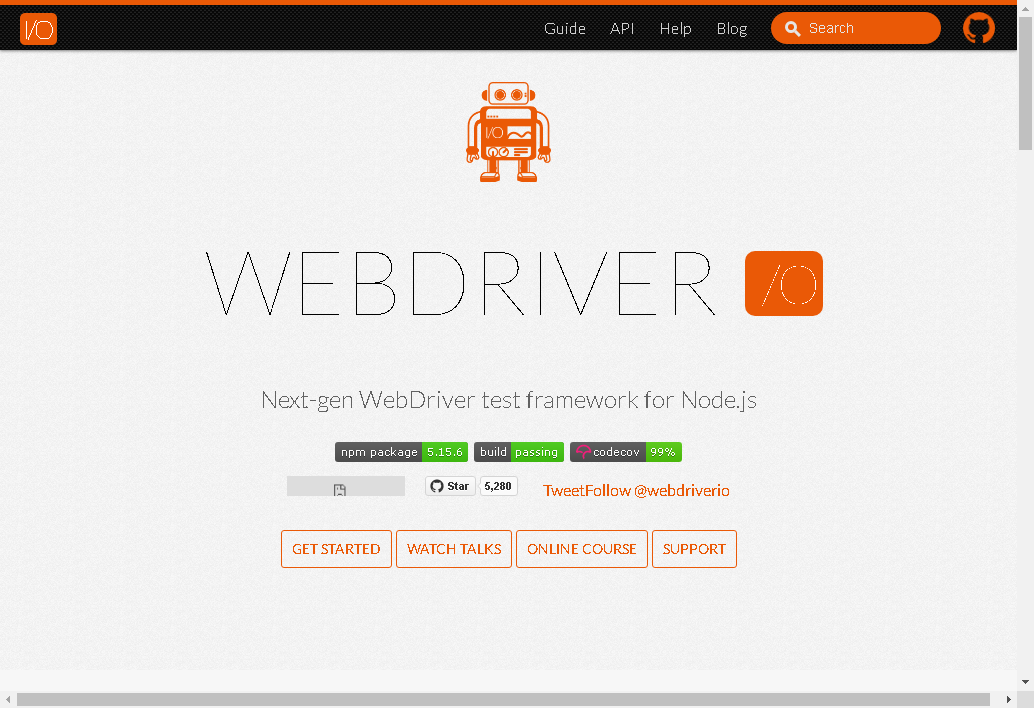 I/O Guide API Help Blog Search
I/O
WEBDRIVER I/O
Next-gen WebDriver test framework for Node.js
npm package 5.15.6 build passing codecov 99%
Star 5,280 TweetFollow @webdriverio
GET STARTED WATCH TALKS ONLINE COURSE SUPPORT